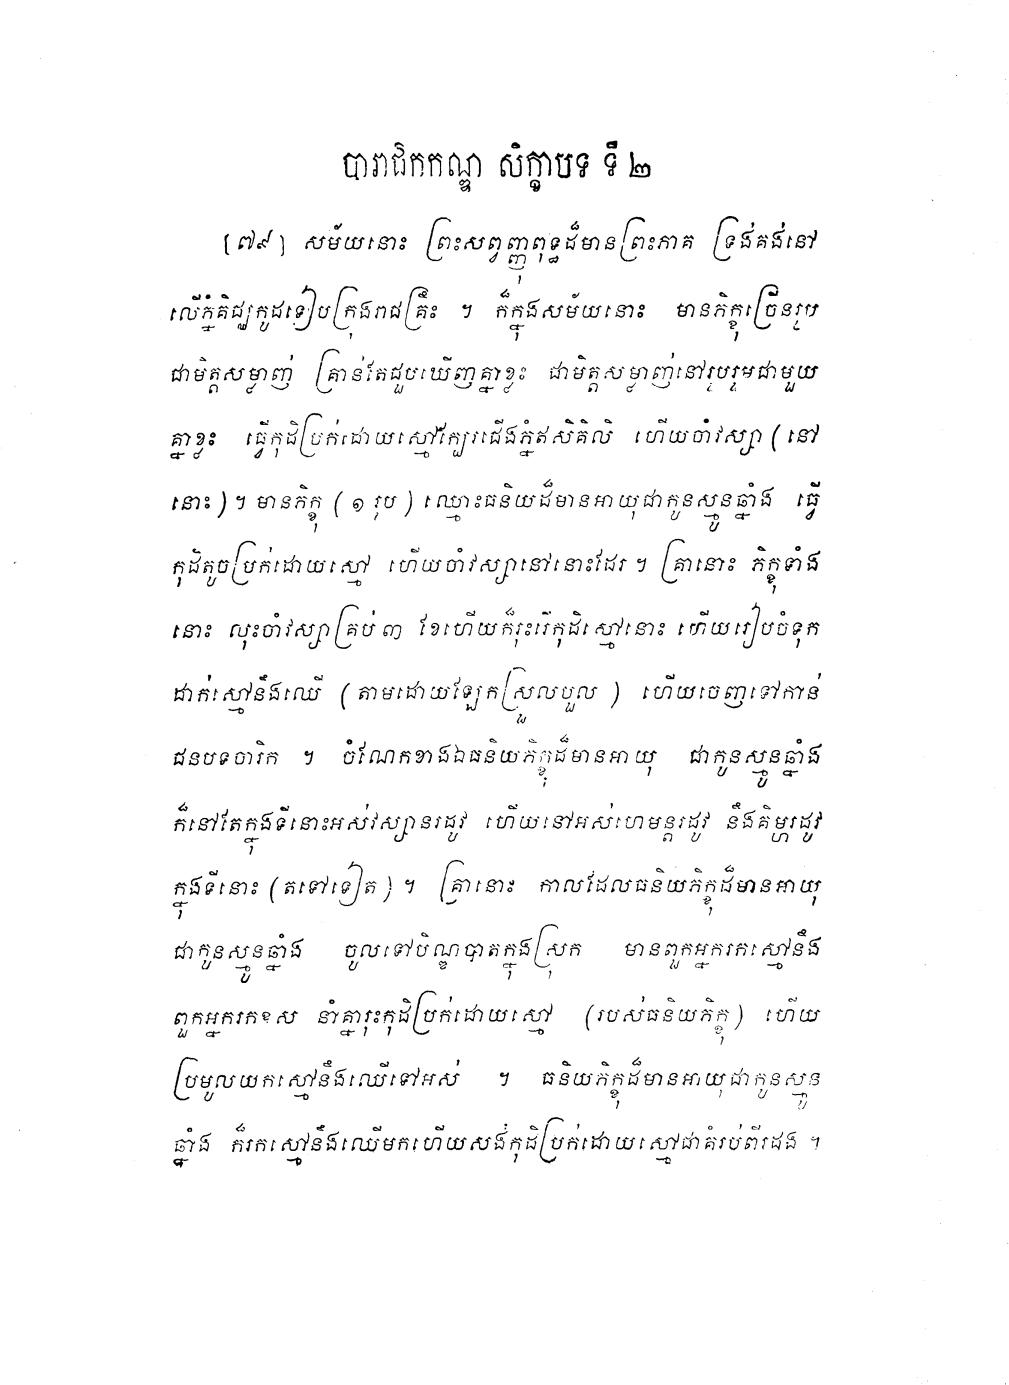 បារាជិកកណ្ឌ សិក្ខាបទ ទី ២
[៧៩] សម័យនោះ ព្រះសព្វញ្ញុពុទ្ធដ៏មានព្រះភាគ ទ្រង់គង់នៅ
លើភ្នំគិជ្ឈកូដទៀបក្រុងរាជគ្រឹះ ។ ក៏ក្នុងសម័យនោះ មានភិក្ខុច្រើនរូប
ជាមិត្តសម្លាញ់ គ្រាន់តែជួបឃើញគ្នាខ្លះ ជាមិត្តសម្លាញ់នៅរួបរួមជាមួយ
គ្នាខ្លះ ធ្វើកុដិប្រក់ដោយស្មៅក្បែរជើងភ្នំឥសិគិលិ ហើយចាំវស្សា (នៅ
នោះ) ។ មានភិក្ខុ (១ រូប) ឈ្មោះធនិយដ៏មានអាយុជាកូនស្មូនឆ្នាំង ធ្វើ
កុដិតូចប្រក់ដោយស្មៅ ហើយចាំវស្សានៅនោះដែរ ។ គ្រានោះ ភិក្ខុទាំង
នោះ លុះចាំវស្សាគ្រប់ ៣ ខែហើយក៏រុះរើកុដិស្មៅនោះ ហើយរៀបចំទុក
ដាក់ស្មៅនឹងឈើ (តាមដោយឡែកស្រួលបួល) ហើយចេញទៅកាន់
ជនបទចារិក ។ ចំណែកខាងឯធនិយភិក្ខុដ៏មានអាយុ ជាកូនស្មូនឆ្នាំង
ក៏នៅតែក្នុងទីនោះអស់វស្សានរដូវ ហើយនៅអស់ហេមន្តរដូវ នឹងគិម្ហរដូវ
ក្នុងទីនោះ (តទៅទៀត) ។ គ្រានោះ កាលដែលធនិយភិក្ខុដ៏មានអាយុ
ជាកូនស្មូនឆ្នាំង ចូលទៅបិណ្ឌបាតក្នុងស្រុក មានពួកអ្នករកស្មៅនឹង
ពួកអ្នករកខស នាំគ្នារុះកុដិប្រក់ដោយស្មៅ (របស់ធនិយភិក្ខុ) ហើយ
ប្រមូលយកស្មៅនឹងឈើទៅអស់ ។ ធនិយភិក្ខុដ៏មានអាយុជាកូនស្មូន
ឆ្នាំង ក៏រកស្មៅនឹងឈើមកហើយសង់កុដិប្រក់ដោយស្មៅជាគំរប់ពីរដង ។